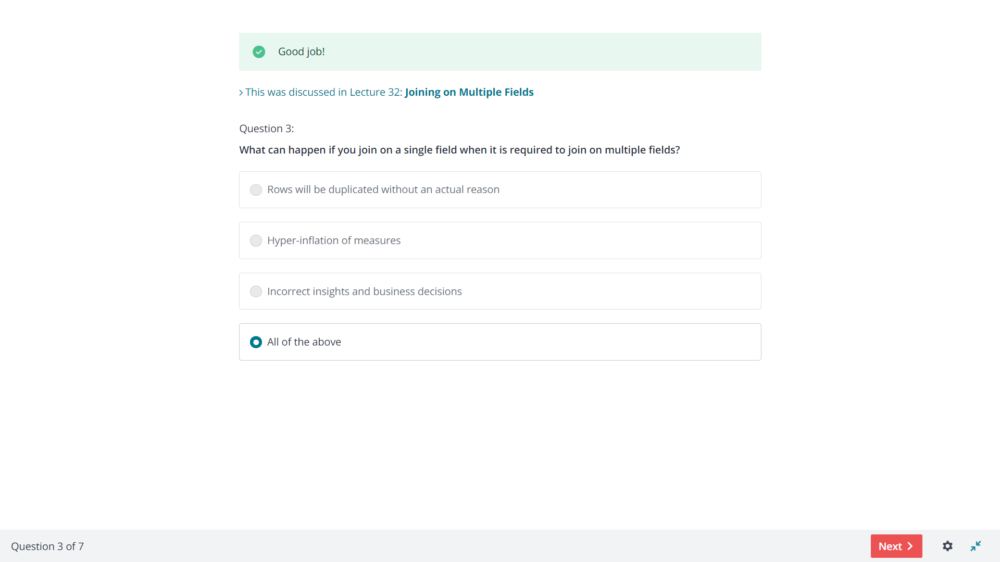 Good job!
This was discussed in Lecture 32: Joining on Multiple Fields
Question 3:
What can happen if you join on a single field when it is required to join on multiple fields?
Rows will be duplicated without an actual reason
Hyper-inflation of measures
Incorrect insights and business decisions
All of the above
Question 3 of 7
Next